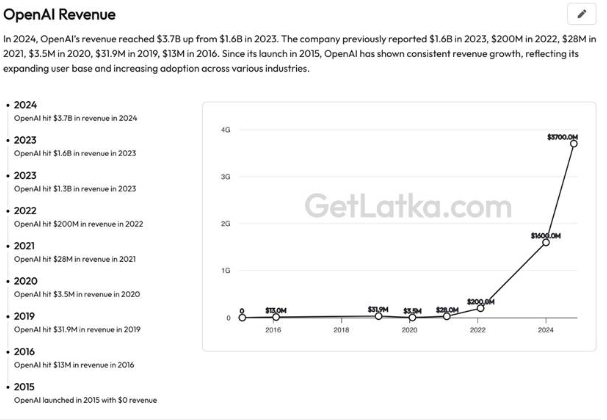 OpenAI Revenue
In 2024, OpenAI's revenue reached $3.7B up from $1.6B in 2023. The company previously reported $1.6B in 2023, $200M in 2022, $28M in
2021, $3.5M in 2020, $31.9M in 2019, $13M in 2016. Since its launch in 2015, OpenAI has shown consistent revenue growth, reflecting its
expanding user base and increasing adoption across various industries.
2024
OpenAI hit $3.7B in revenue in 2024
2023
OpenAI hit $1.6B in revenue in 2023
2023
OpenAI hit $1.3B in revenue in 2023
2022
OpenAI hit $200M in revenue in 2022
2021
OpenAI hit $28M in revenue in 2021
2020
OpenAI hit $3.5M in revenue in 2020
2019
OpenAI hit $31.9M in revenue in 2019
2016
OpenAI hit $13M in revenue in 2016
2015
OpenAI launched in 2015 with $0 revenue
4G
$3700.0M
3G
GetLatka.com
2G
$1600.0M
1G
$200.0M
0 $13.0M $31.9M $3.5M $28.0M
0
2016 2018 2020 2022 2024